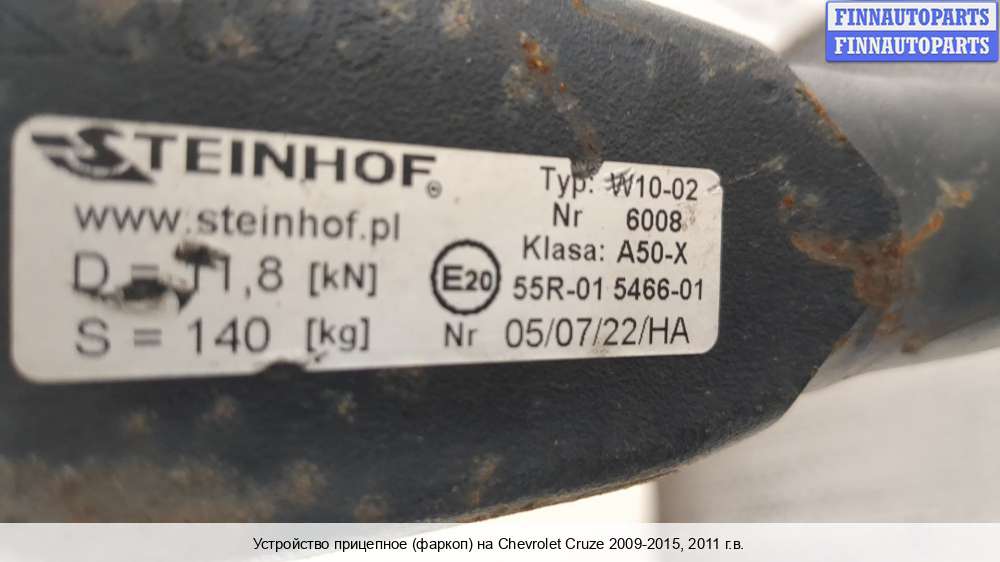 FINNAUTOPARTS
FINNAUTOPARTS
STEINHOF®
www.steinhof.pl
D = 11,8 [kN]
S = 140 [kg]
Typ: W10-02
Nr 6008
Klasa: A50-X
E20 55R-01 5466-01
Nr 05/07/22/HA
Устройство прицепное (фаркоп) на Chevrolet Cruze 2009-2015, 2011 г.в.